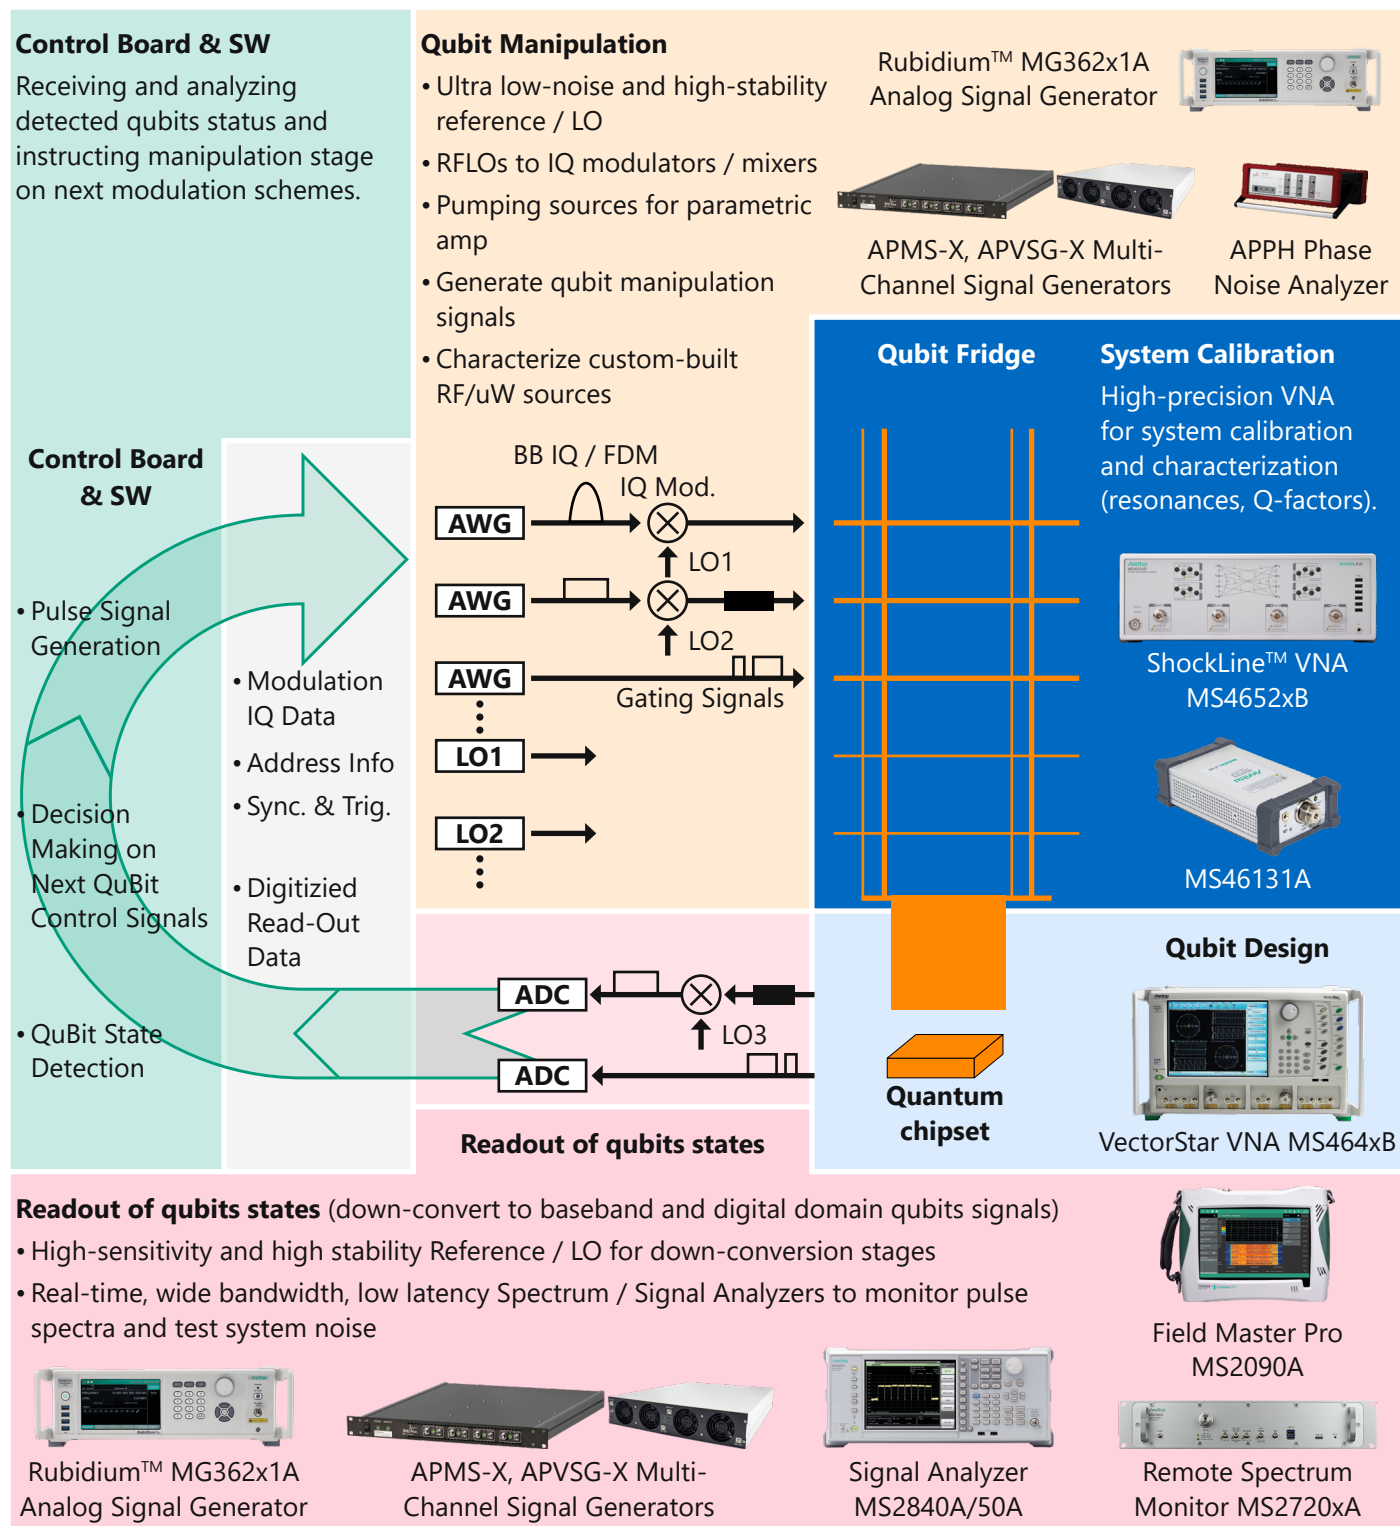 Control Board & SW
Receiving and analyzing
detected qubits status and
instructing manipulation stage
on next modulation schemes.
Qubit Manipulation
• Ultra low-noise and high-stability
reference / LO
• RFLOs to IQ modulators / mixers
• Pumping sources for parametric
amp
• Generate qubit manipulation
signals
• Characterize custom-built
RF/uW sources
Rubidium™ MG362x1A
Analog Signal Generator
APMS-X, APVSG-X Multi-
Channel Signal Generators
APPH Phase
Noise Analyzer
Qubit Fridge
System Calibration
High-precision VNA
for system calibration
and characterization
(resonances, Q-factors).
ShockLine™ VNA
MS4652xB
MS46131A
Control Board
& SW
• Pulse Signal
Generation
• Decision
Making on
Next QuBit
Control Signals
• QuBit State
Detection
• Modulation
IQ Data
• Address Info
• Sync. & Trig.
• Digitizied
Read-Out
Data
BB IQ / FDM
IQ Mod.
AWG
LO1
AWG
LO2
AWG
Gating Signals
LO1
LO2
ADC
LO3
ADC
Readout of qubits states
Quantum
chipset
Qubit Design
VectorStar VNA MS464xB
Readout of qubits states (down-convert to baseband and digital domain qubits signals)
• High-sensitivity and high stability Reference / LO for down-conversion stages
• Real-time, wide bandwidth, low latency Spectrum / Signal Analyzers to monitor pulse
spectra and test system noise
Field Master Pro
MS2090A
Rubidium™ MG362x1A
Analog Signal Generator
APMS-X, APVSG-X Multi-
Channel Signal Generators
Signal Analyzer
MS2840A/50A
Remote Spectrum
Monitor MS2720xA